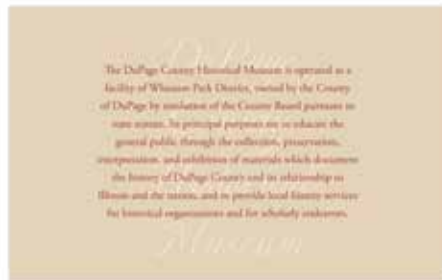 The DuPage County Historical Museum is operated as a
facility of Wheaton Park District, owned by the County
of DuPage by resolution of the County Board pursuant to
state statute. Its principal purposes are to educate the
general public through the collection, preservation,
interpretation, and exhibition of materials which document
the history of DuPage County and its relationship to
Illinois and the nation, and to provide local history services
for historical organizations and for scholarly endeavors.
Museum